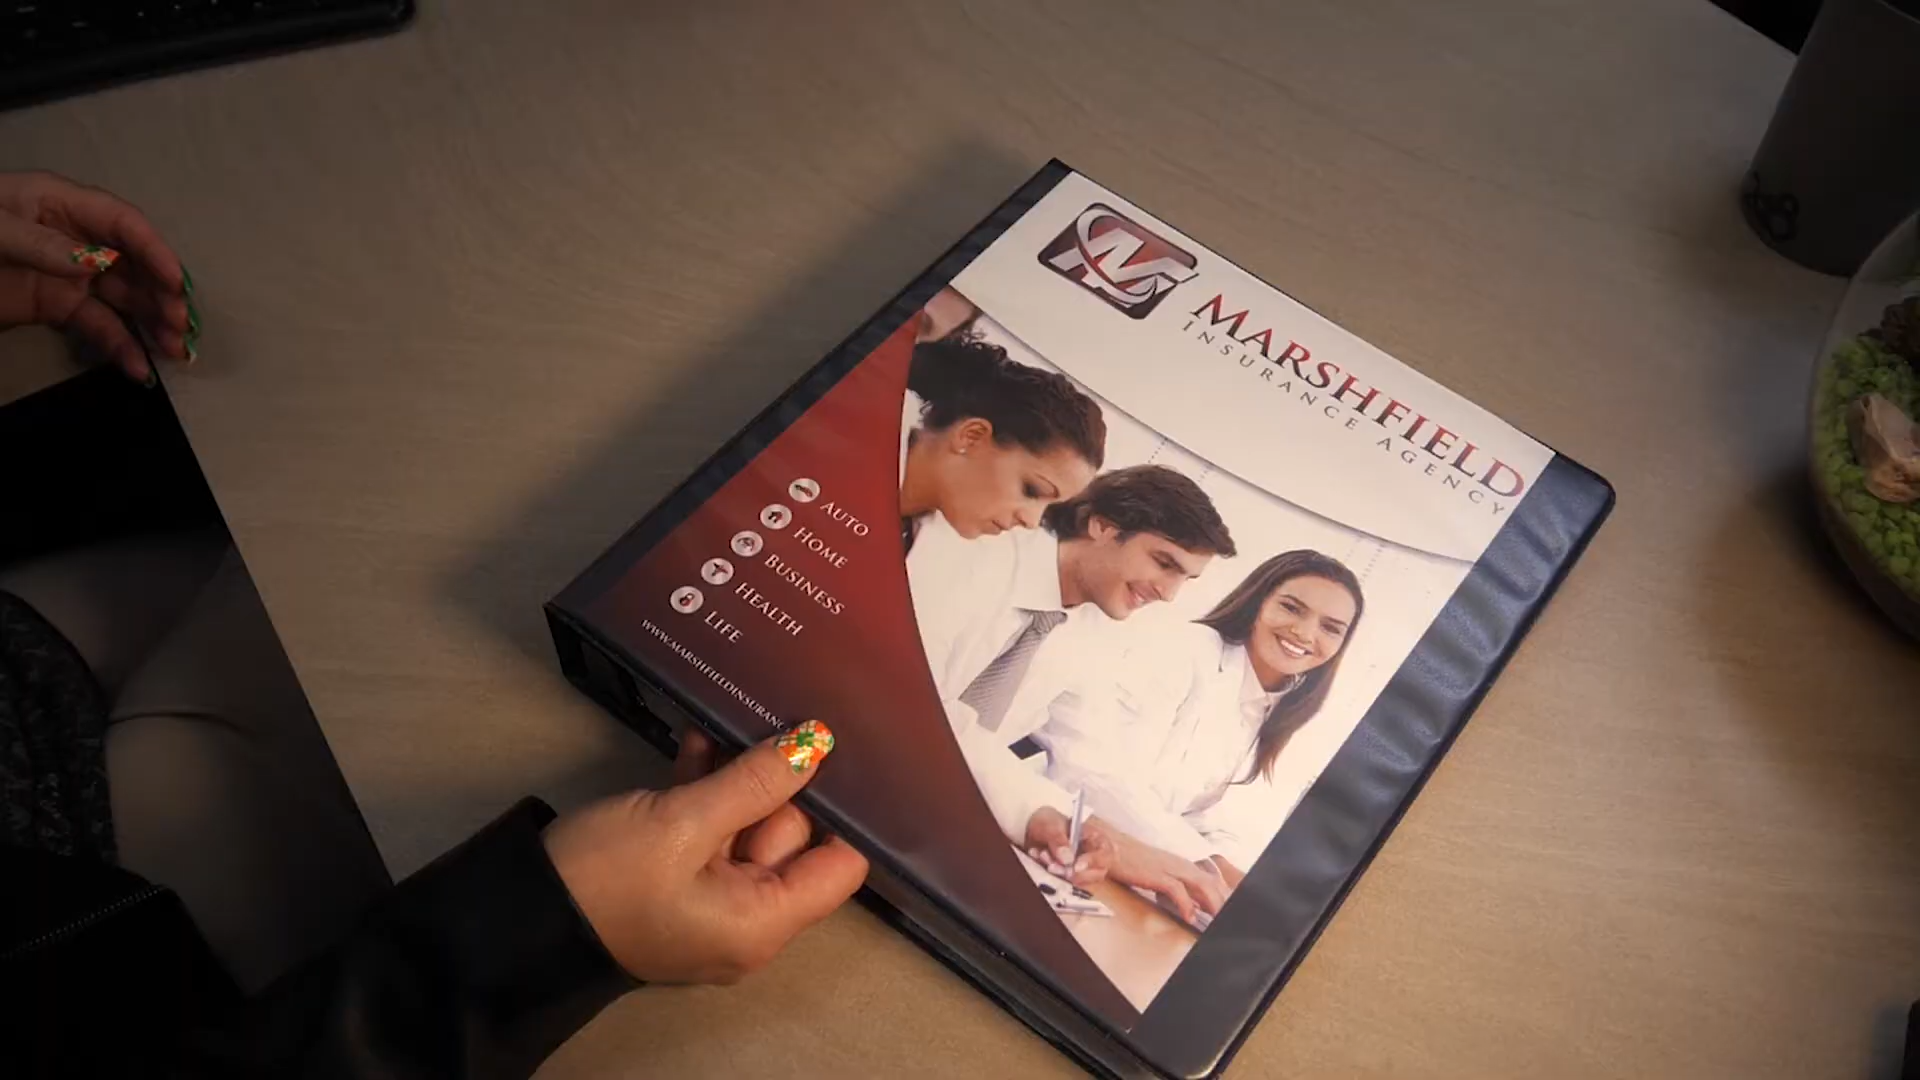 MARSHFIELD
INSURANCE AGENCY
AUTO
HOME
BUSINESS
HEALTH
LIFE